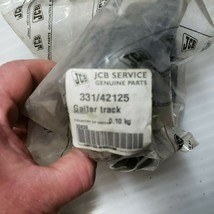 JCB
JCB SERVICE
GENUINE PARTS
331/42125
Gaiter track
0.10 kg